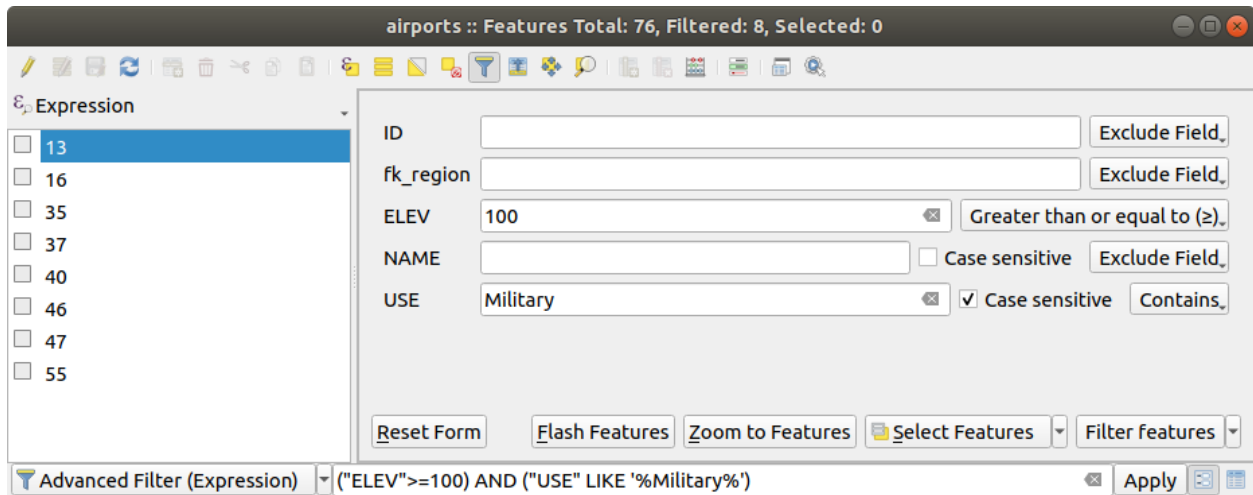 airports :: Features Total: 76, Filtered: 8, Selected: 0
Expression
13
16
35
37
40
46
47
55
ID Exclude Field
fk_region Exclude Field
ELEV 100 Greater than or equal to (≥)
NAME Case sensitive Exclude Field
USE Military Case sensitive Contains
Reset Form Flash Features Zoom to Features Select Features Filter features
Advanced Filter (Expression) ("ELEV">=100) AND ("USE" LIKE '%Military%') Apply